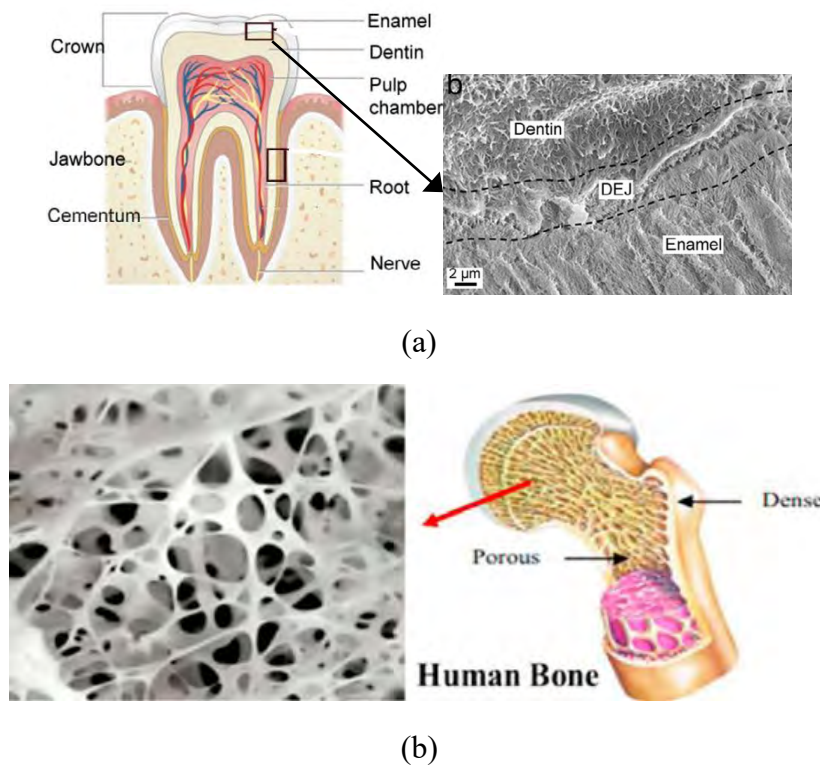 Crown
Enamel
Dentin
Pulp
chamber
Jawbone
Root
Cementum
Nerve
b
Dentin
DEJ
Enamel
2 µm
(a)
Dense
Porous
Human Bone
(b)